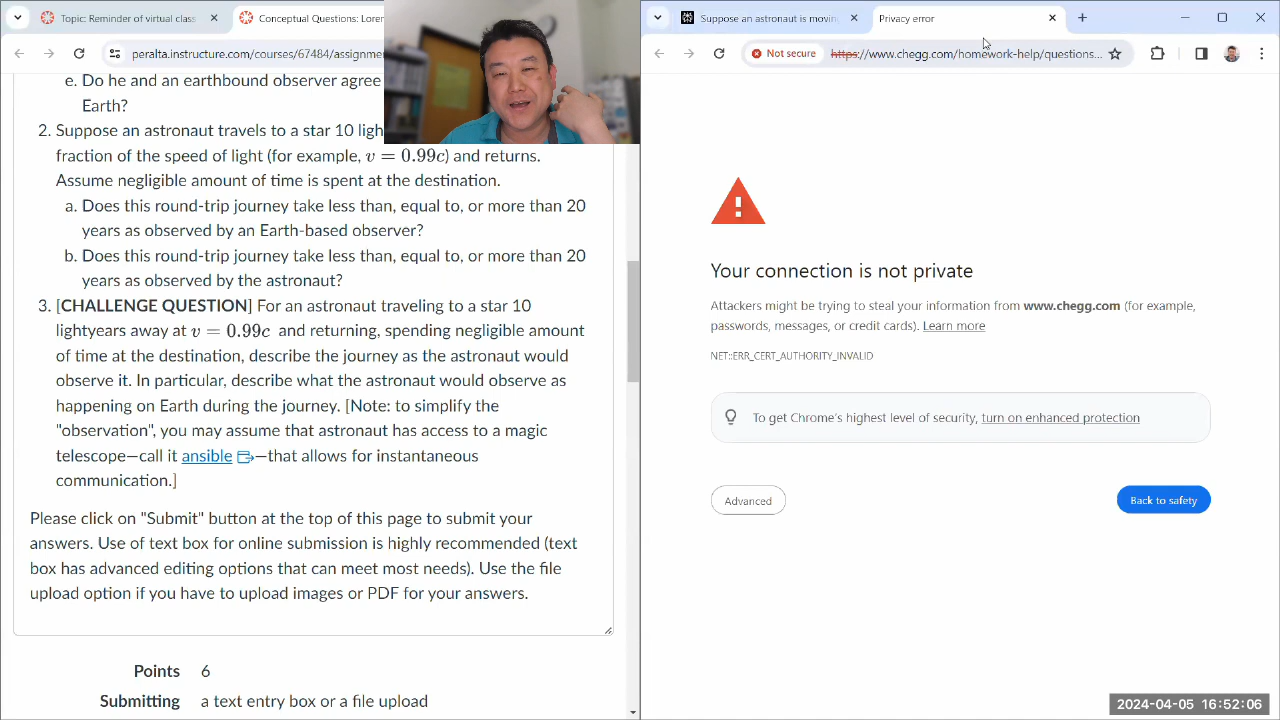 Topic: Reminder of virtual class
Conceptual Questions: Loren
peralta.instructure.com/courses/67484/assignme
Suppose an astronaut is movin
Privacy error
Not secure
https://www.chegg.com/homework-help/question...
e. Do he and an earthbound observer agree
Earth?
2. Suppose an astronaut travels to a star 10 ligh
fraction of the speed of light (for example, v = 0.99c) and returns.
Assume negligible amount of time is spent at the destination.
a. Does this round-trip journey take less than, equal to, or more than 20
years as observed by an Earth-based observer?
b. Does this round-trip journey take less than, equal to, or more than 20
years as observed by the astronaut?
3. [CHALLENGE QUESTION] For an astronaut traveling to a star 10
lightyears away at v = 0.99c and returning, spending negligible amount
of time at the destination, describe the journey as the astronaut would
observe it. In particular, describe what the astronaut would observe as
happening on Earth during the journey. [Note: to simplify the
"observation", you may assume that astronaut has access to a magic
telescope—call it ansible —that allows for instantaneous
communication.]
Please click on "Submit" button at the top of this page to submit your
answers. Use of text box for online submission is highly recommended (text
box has advanced editing options that can meet most needs). Use the file
upload option if you have to upload images or PDF for your answers.
Points 6
Submitting a text entry box or a file upload
Your connection is not private
Attackers might be trying to steal your information from www.chegg.com (for example,
passwords, messages, or credit cards). Learn more
NET::ERR_CERT_AUTHORITY_INVALID
To get Chrome's highest level of security, turn on enhanced protection
Advanced
Back to safety
2024-04-05 16:52:06